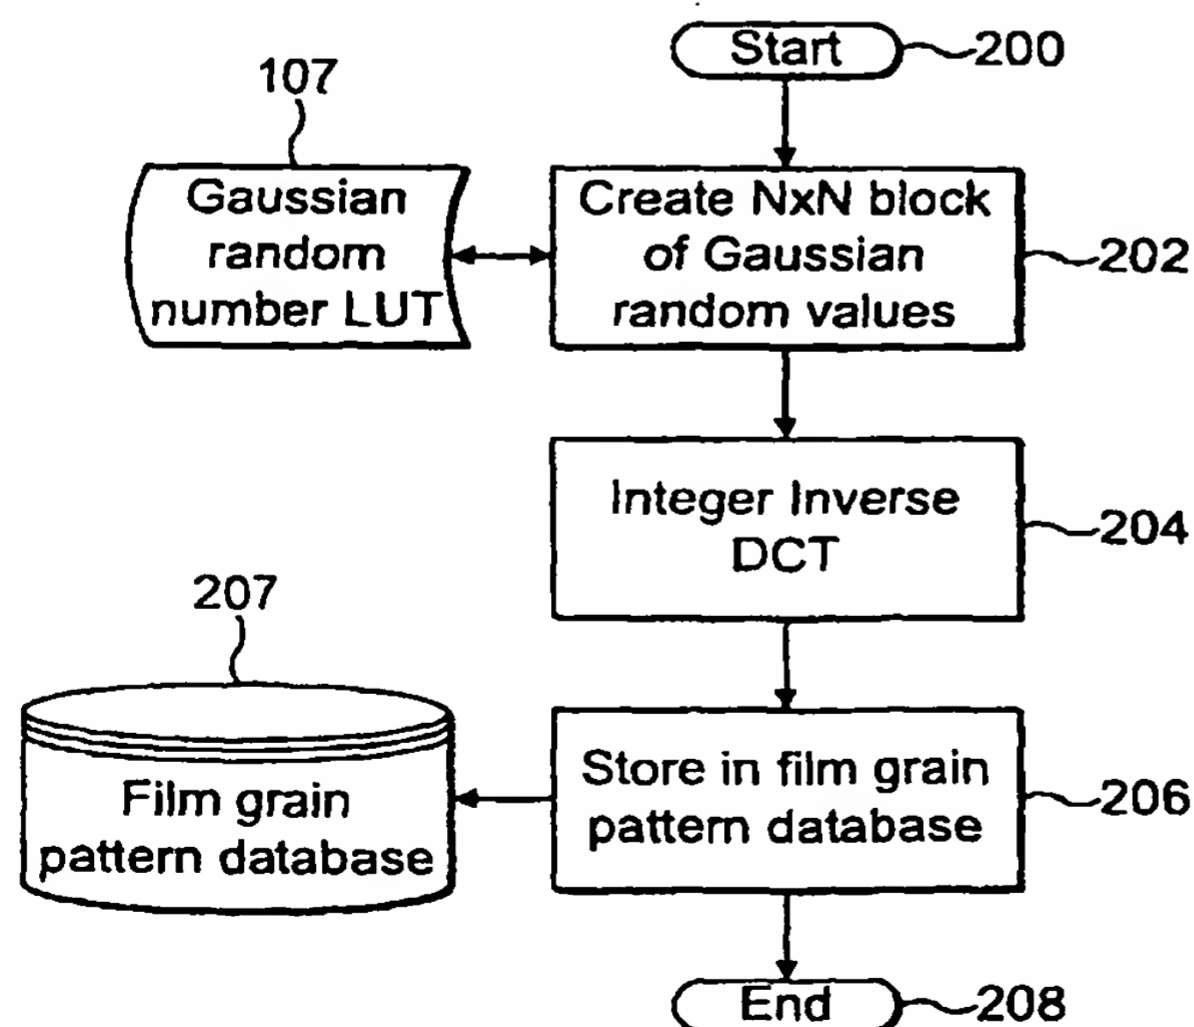 Start
200
107
Gaussian
random
number LUT
Create NxN block
of Gaussian
random values
202
Integer Inverse
DCT
204
207
Film grain
pattern database
Store in film grain
pattern database
206
End
208